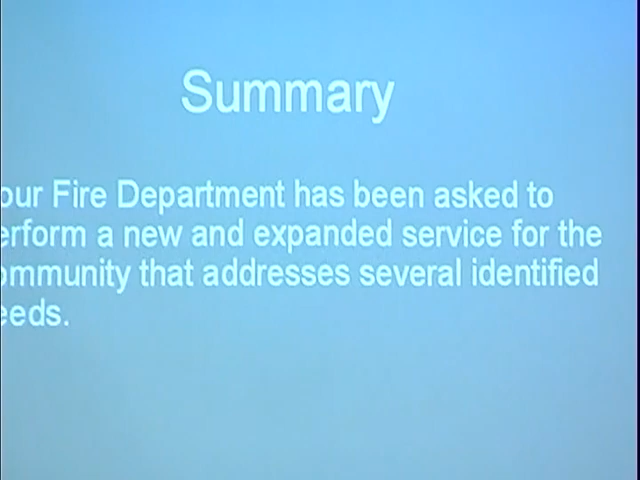 Summary
our Fire Department has been asked to
erform a new and expanded service for the
ommunity that addresses several identified
eeds.